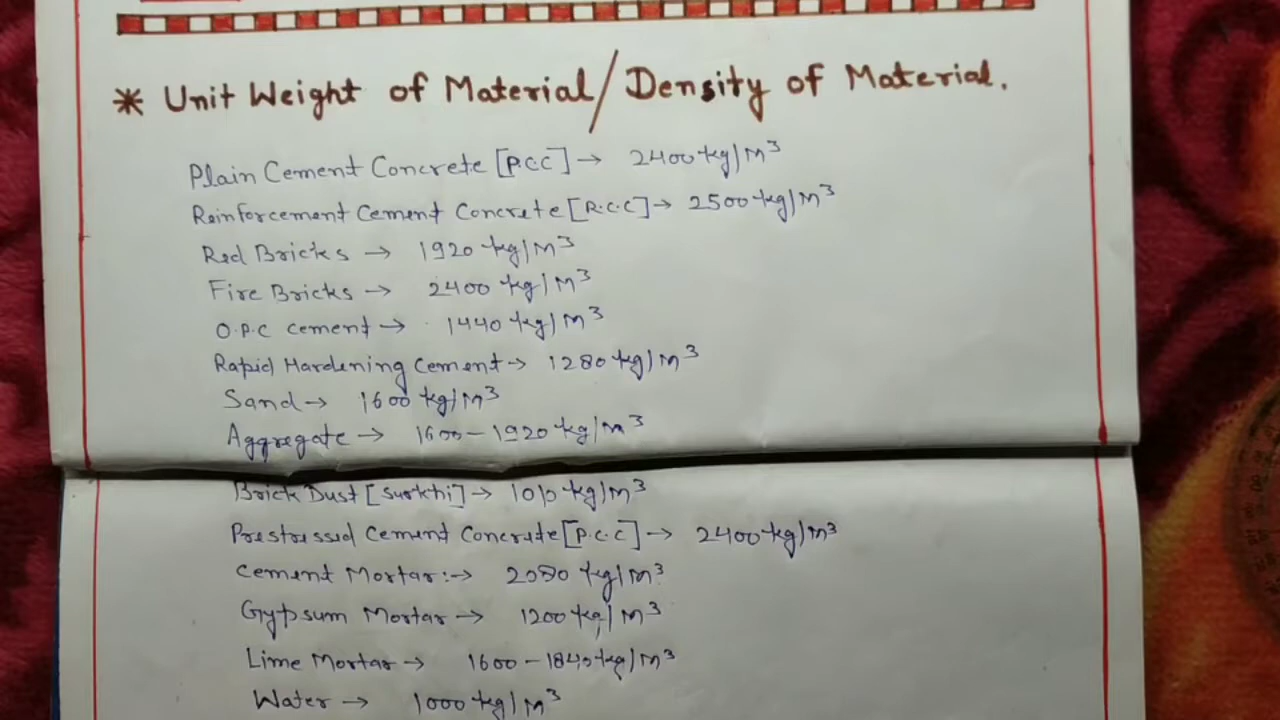 * Unit Weight of Material/Density of Material.
Plain Cement Concrete [P.C.C] → 2400 kg/m³
Reinforcement Cement Concrete [R.C.C] → 2500 kg/m³
Red Bricks → 1920 kg/m³
Fire Bricks → 2400 kg/m³
O.P.C cement → 1440 kg/m³
Rapid Hardening Cement → 1280 kg/m³
Sand → 1600 kg/m³
Aggregate → 1600-1920 kg/m³
Brick Dust [Surkhi] → 1010 kg/m³
Prestressed Cement Concrete [P.C.C] → 2400 kg/m³
Cement Mortar :→ 2080 kg/m³
Gypsum Mortar → 1200 kg/m³
Lime Mortar → 1600-1840 kg/m³
Water → 1000 kg/m³